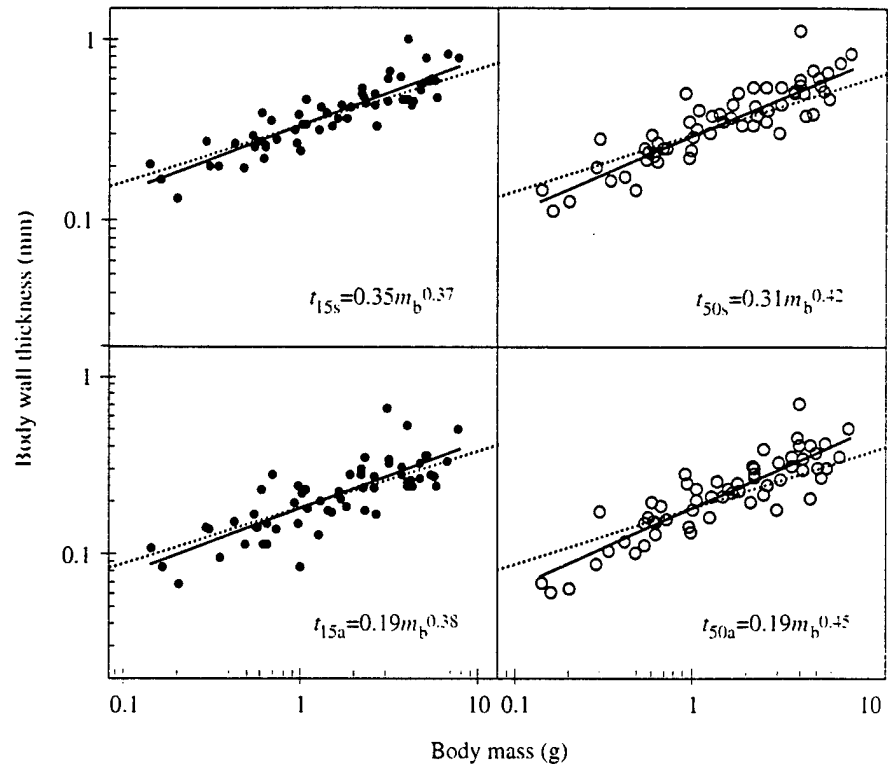 1
0.1
t15s=0.35mb0.37
t50s=0.31mb0.42
Body wall thickness (mm)
1
0.1
t15a=0.19mb0.38
t50a=0.19mb0.45
0.1 1 10 0.1 1 10
Body mass (g)